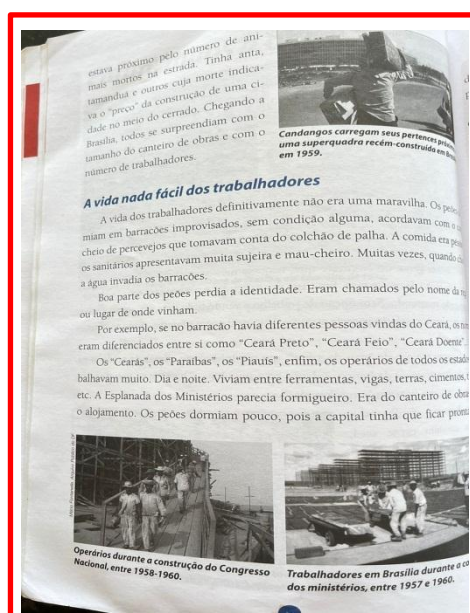 estava próximo pelo número de ani-
mais mortos na estrada. Tinha anta,
tamanduá e outros cuja morte indica-
va o "preço" da construção de uma ci-
dade no meio do cerrado. Chegando a
Brasília, todos se surpreendiam com o
tamanho do canteiro de obras e com o
número de trabalhadores.
Candangos carregam seus pertences
uma superquadra recém-construída em
em 1959.
A vida nada fácil dos trabalhadores
A vida dos trabalhadores definitivamente não era uma maravilha. Os
miam em barracões improvisados, sem condição alguma, acordavam com o
cheio de percevejos que tomavam conta do colchão de palha. A comida era
os sanitários apresentavam muita sujeira e mau-cheiro. Muitas vezes, quando
a água invadia os barracões.
Boa parte dos peões perdia a identidade. Eram chamados pelo nome da
ou lugar de onde vinham.
Por exemplo, se no barracão havia diferentes pessoas vindas do Ceará, os
eram diferenciados entre si como "Ceará Preto", "Ceará Feio", "Ceará Doente".
Os "Cearás", os "Paraíbas", os "Piauís", enfim, os operários de todos os
balhavam muito. Dia e noite. Viviam entre ferramentas, vigas, terras, cimentos,
etc. A Esplanada dos Ministérios parecia formigueiro. Era do canteiro de
o alojamento. Os peões dormiam pouco, pois a capital tinha que ficar
Operários durante a construção do Congresso
Nacional, entre 1958-1960.
Trabalhadores em Brasília durante a
dos ministérios, entre 1957 e 1960.